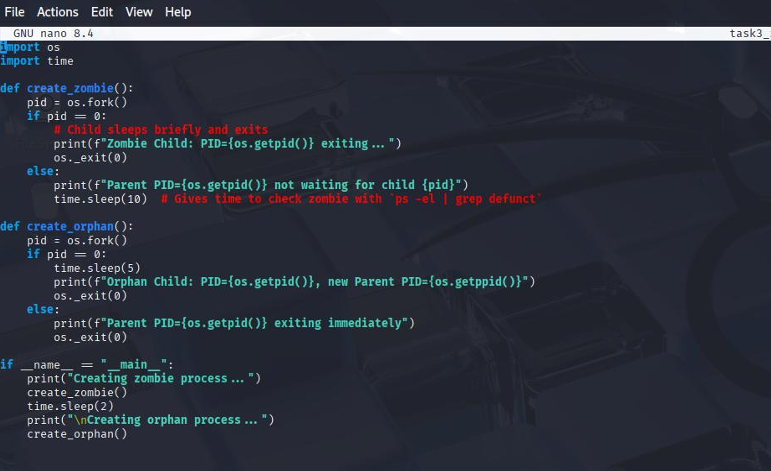 File Actions Edit View Help
GNU nano 8.4 task3_
import os
import time
def create_zombie():
    pid = os.fork()
    if pid == 0:
        # Child sleeps briefly and exits
        print(f"Zombie Child: PID={os.getpid()} exiting...")
        os._exit(0)
    else:
        print(f"Parent PID={os.getpid()} not waiting for child {pid}")
        time.sleep(10)  # Gives time to check zombie with `ps -el | grep defunct`
def create_orphan():
    pid = os.fork()
    if pid == 0:
        time.sleep(5)
        print(f"Orphan Child: PID={os.getpid()}, new Parent PID={os.getppid()}")
        os._exit(0)
    else:
        print(f"Parent PID={os.getpid()} exiting immediately")
        os._exit(0)
if __name__ == "__main__":
    print("Creating zombie process...")
    create_zombie()
    time.sleep(2)
    print("\nCreating orphan process...")
    create_orphan()